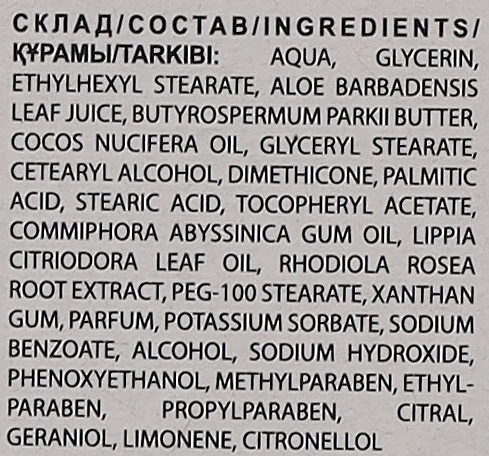 СКЛАД/СОСТАВ/INGREDIENTS/
ҚҰРАМЫ/TARKIBI: AQUA, GLYCERIN,
ETHYLHEXYL STEARATE, ALOE BARBADENSIS
LEAF JUICE, BUTYROSPERMUM PARKII BUTTER,
COCOS NUCIFERA OIL, GLYCERYL STEARATE,
CETEARYL ALCOHOL, DIMETHICONE, PALMITIC
ACID, STEARIC ACID, TOCOPHERYL ACETATE,
COMMIPHORA ABYSSINICA GUM OIL, LIPPIA
CITRIODORA LEAF OIL, RHODIOLA ROSEA
ROOT EXTRACT, PEG-100 STEARATE, XANTHAN
GUM, PARFUM, POTASSIUM SORBATE, SODIUM
BENZOATE, ALCOHOL, SODIUM HYDROXIDE,
PHENOXYETHANOL, METHYLPARABEN, ETHYL-
PARABEN, PROPYLPARABEN, CITRAL,
GERANIOL, LIMONENE, CITRONELLOL